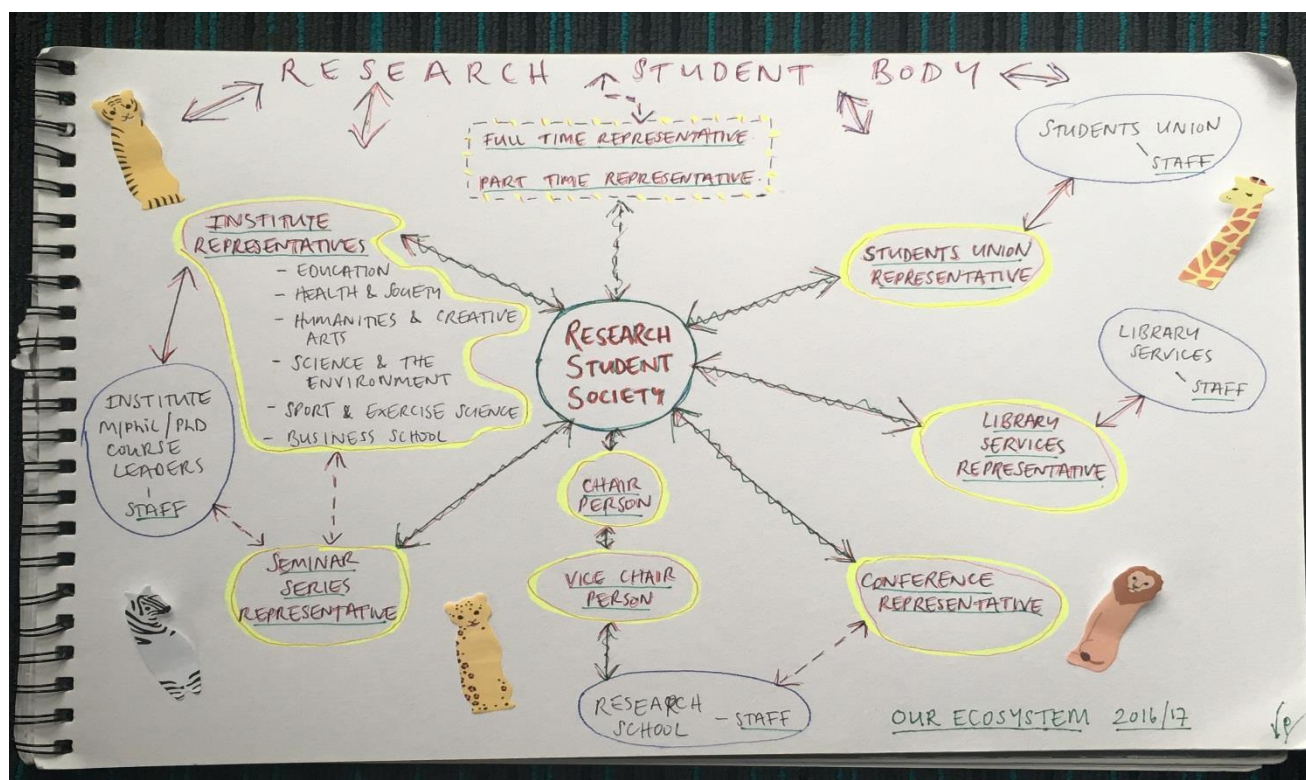 RESEARCH STUDENT BODY
FULL TIME REPRESENTATIVE
PART TIME REPRESENTATIVE
STUDENTS UNION
- STAFF
INSTITUTE
REPRESENTATIVES
- EDUCATION
- HEALTH & SOCIETY
- HUMANITIES & CREATIVE
ARTS
- SCIENCE & THE
ENVIRONMENT
- SPORT & EXERCISE SCIENCE
- BUSINESS SCHOOL
STUDENTS UNION
REPRESENTATIVE
RESEARCH
STUDENT
SOCIETY
LIBRARY
SERVICES
- STAFF
INSTITUTE
M/Phil/PhD
COURSE
LEADERS
- STAFF
LIBRARY
SERVICES
REPRESENTATIVE
CHAIR
PERSON
SEMINAR
SERIES
REPRESENTATIVE
VICE CHAIR
PERSON
CONFERENCE
REPRESENTATIVE
RESEARCH
SCHOOL - STAFF
OUR ECOSYSTEM 2016/17